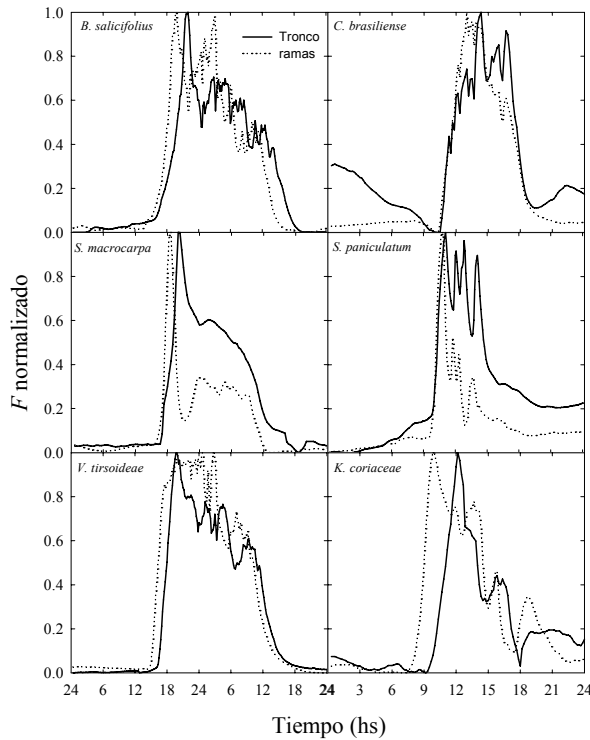 B. salicifolius
Tronco
ramas
C. brasiliense
1.0
0.8
0.6
0.4
0.2
0.0
S. macrocarpa
S. paniculatum
0.8
0.6
0.4
0.2
0.0
F normalizado
V. tirsoideae
K. coriaceae
0.8
0.6
0.4
0.2
0.0
24 4 12 18 24 6 12 18 24
3 6 9 12 15 18 21 24
Tiempo (hs)